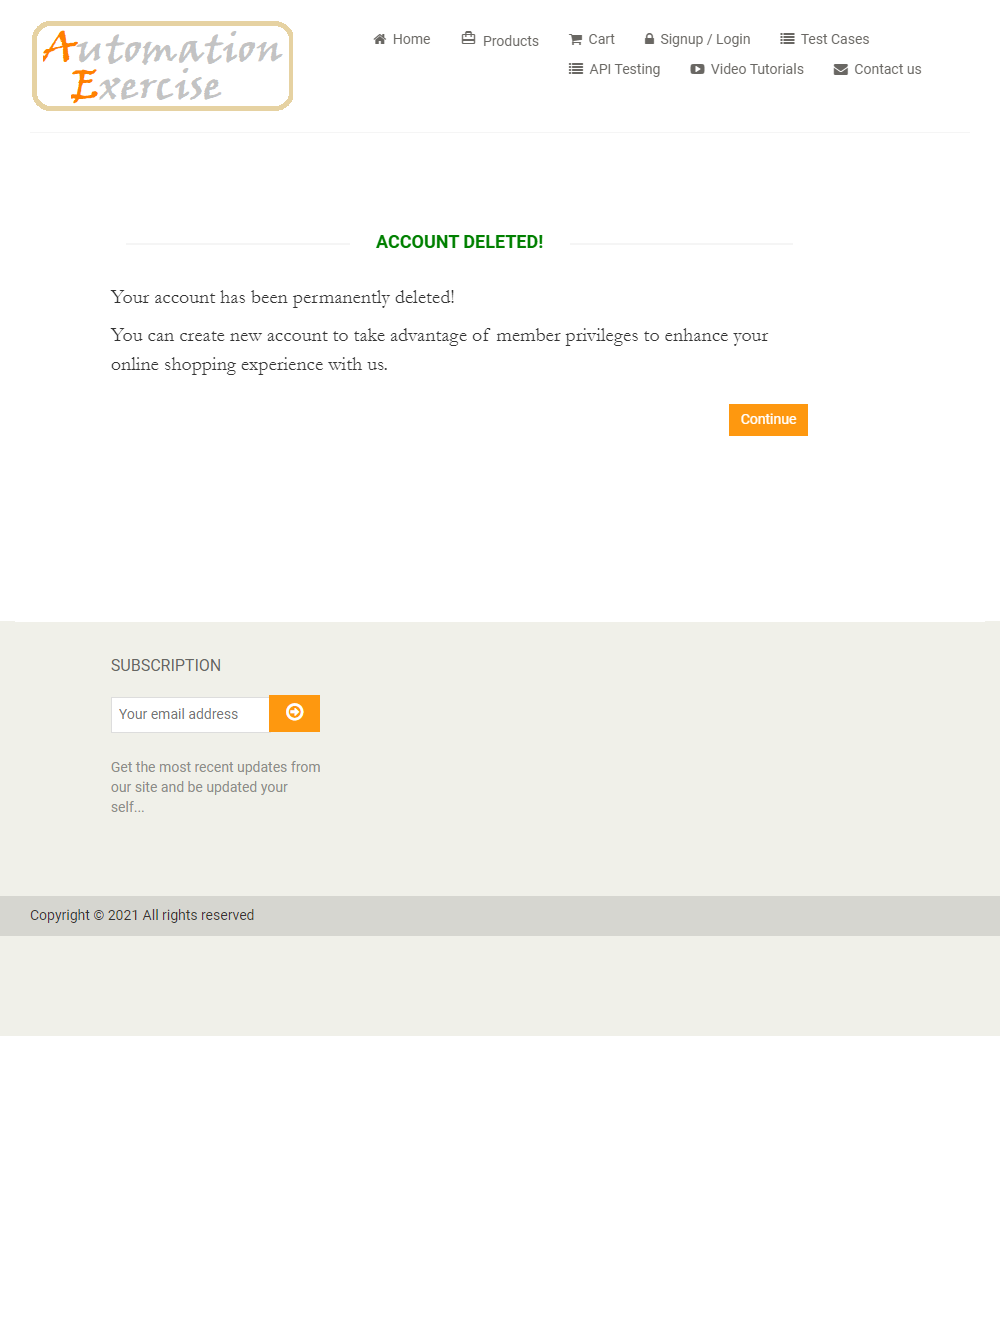 Automation
Exercise
Home
Products
Cart
Signup / Login
Test Cases
API Testing
Video Tutorials
Contact us
ACCOUNT DELETED!
Your account has been permanently deleted!
You can create new account to take advantage of member privileges to enhance your
online shopping experience with us.
Continue
SUBSCRIPTION
Your email address
Get the most recent updates from
our site and be updated your
self...
Copyright © 2021 All rights reserved